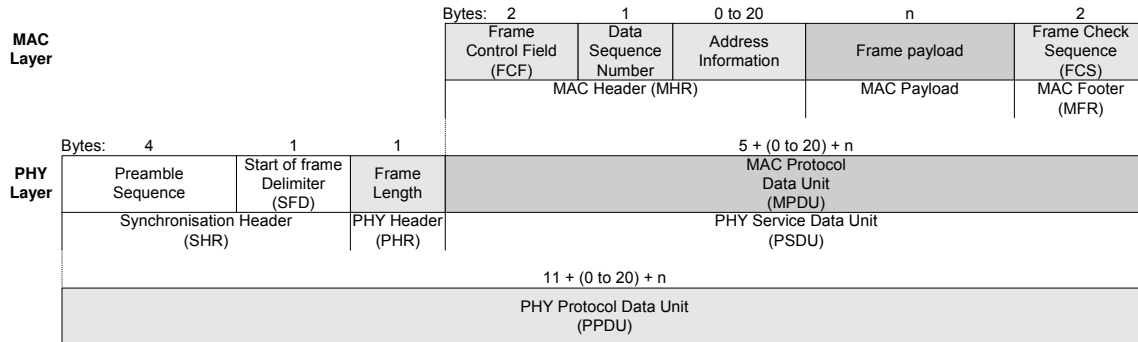 Bytes: 2 1 0 to 20 n 2
MAC
Layer
Frame
Control Field
(FCF)
Data
Sequence
Number
Address
Information
Frame payload
Frame Check
Sequence
(FCS)
MAC Header (MHR)
MAC Payload
MAC Footer
(MFR)
Bytes: 4 1 1 5 + (0 to 20) + n
PHY
Layer
Preamble
Sequence
Start of frame
Delimiter
(SFD)
Frame
Length
MAC Protocol
Data Unit
(MPDU)
Synchronisation Header
(SHR)
PHY Header
(PHR)
PHY Service Data Unit
(PSDU)
11 + (0 to 20) + n
PHY Protocol Data Unit
(PPDU)